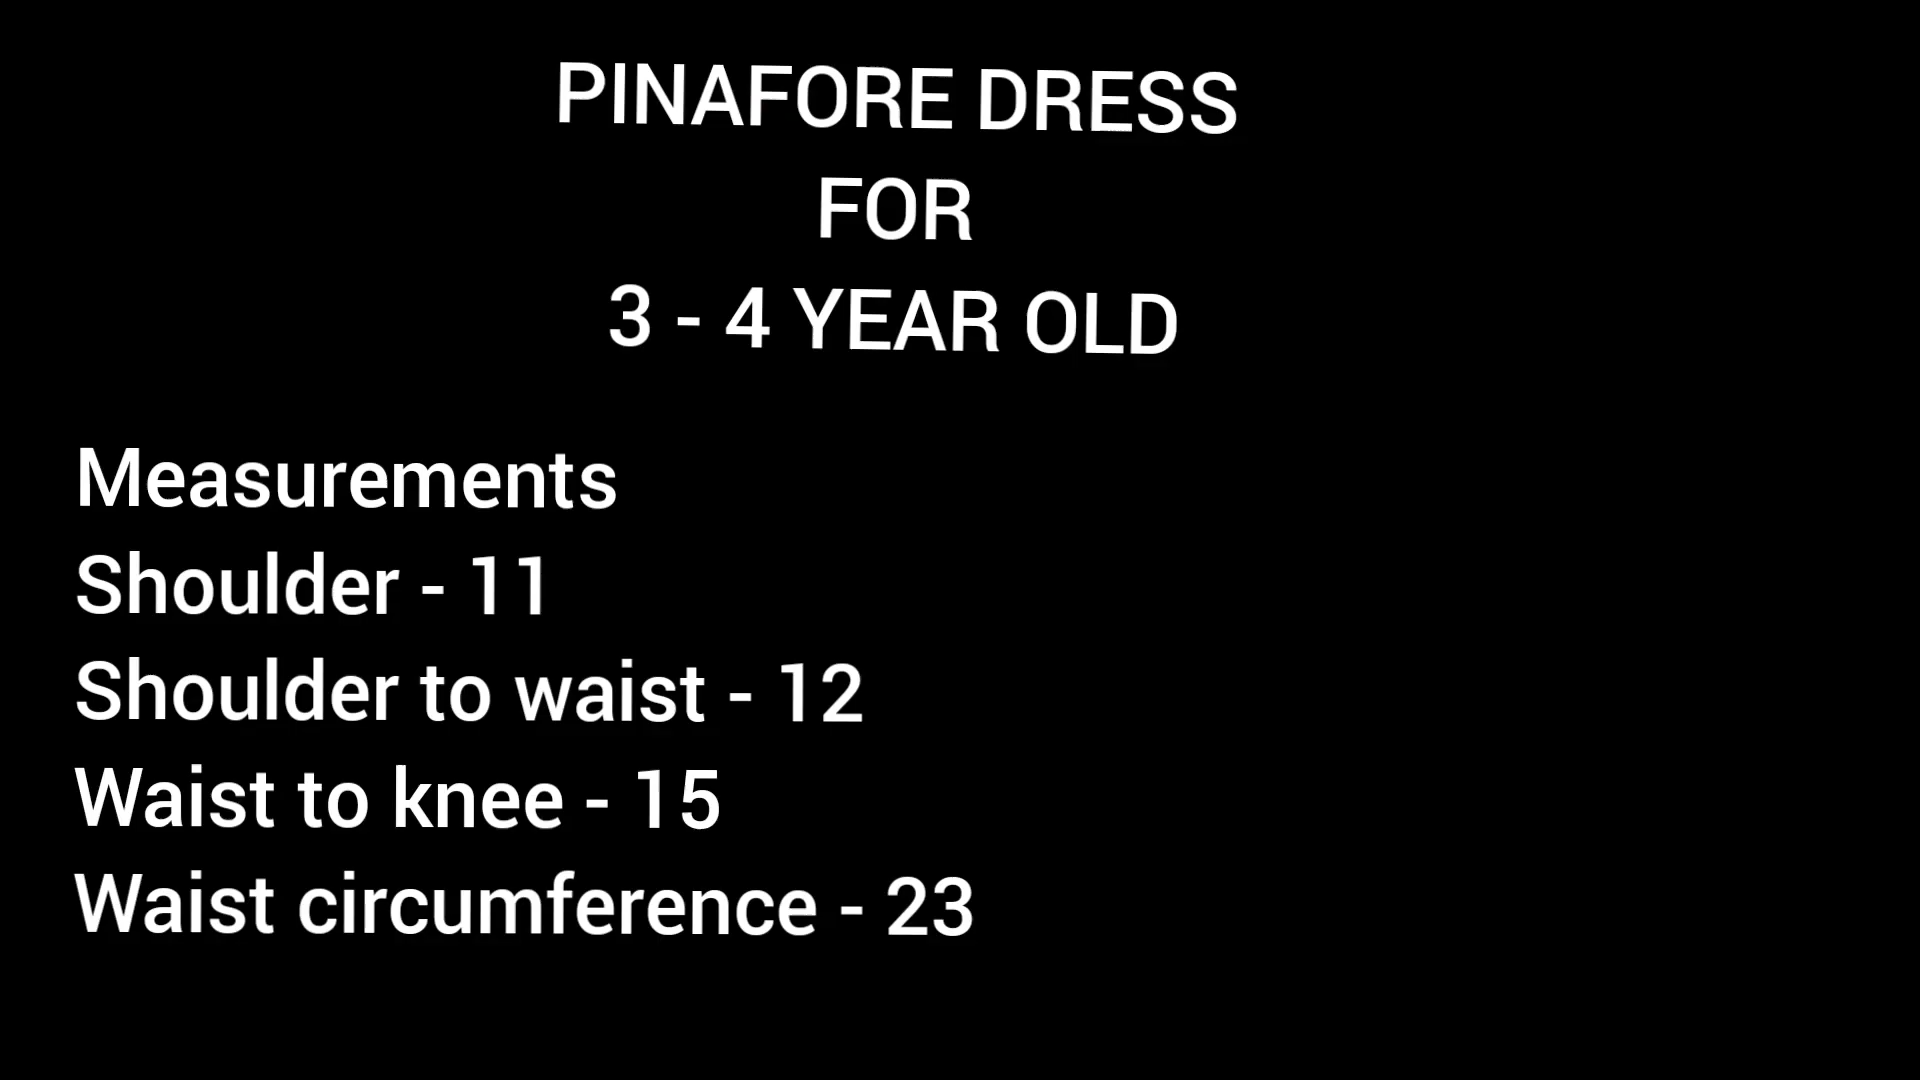 PINAFORE DRESS
FOR
3 - 4 YEAR OLD
Measurements
Shoulder - 11
Shoulder to waist - 12
Waist to knee - 15
Waist circumference - 23